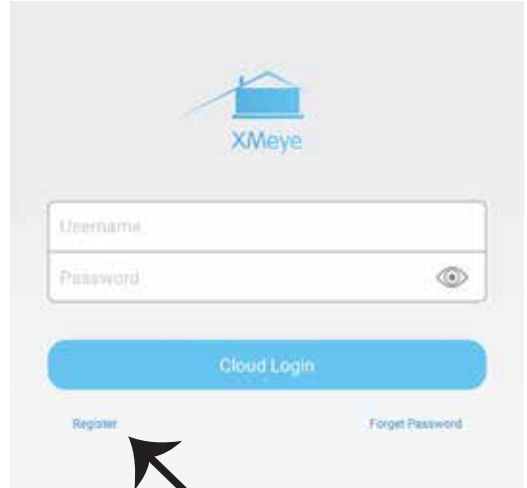 XMeye
Username
Password
Cloud Login
Register
Forget Password